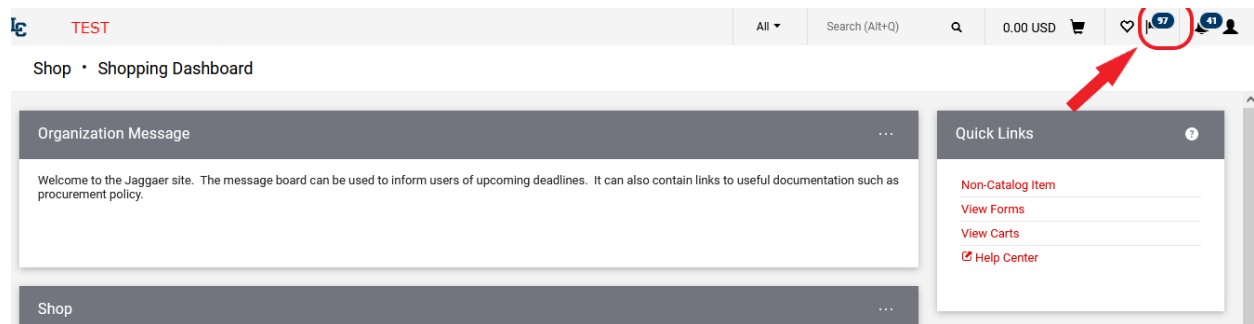 TEST
All
Search (Alt+Q)
0.00 USD
97
41
Shop • Shopping Dashboard
Organization Message
...
Quick Links
?
Welcome to the Jaggaer site. The message board can be used to inform users of upcoming deadlines. It can also contain links to useful documentation such as
procurement policy.
Non-Catalog Item
View Forms
View Carts
Help Center
Shop
...